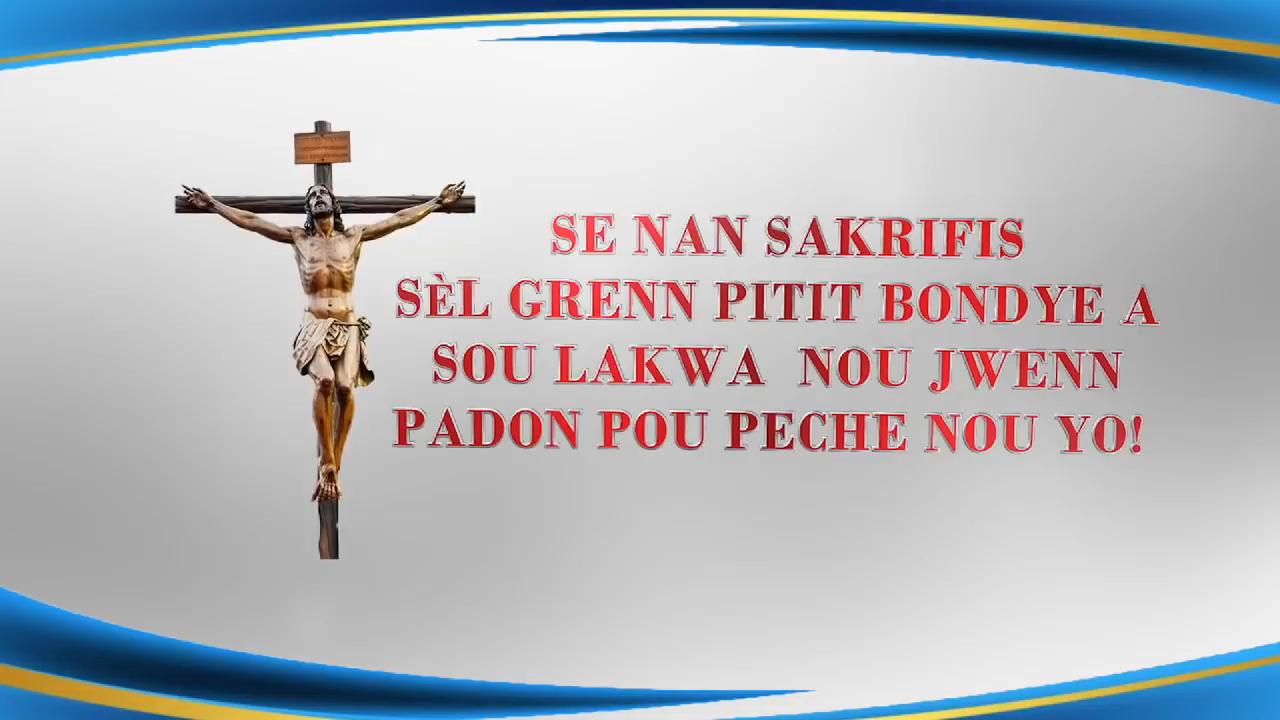 SE NAN SAKRIFIS
SÈL GRENN PITIT BONDYE A
SOU LAKWA NOU JWENN
PADON POU PECHE NOU YO!